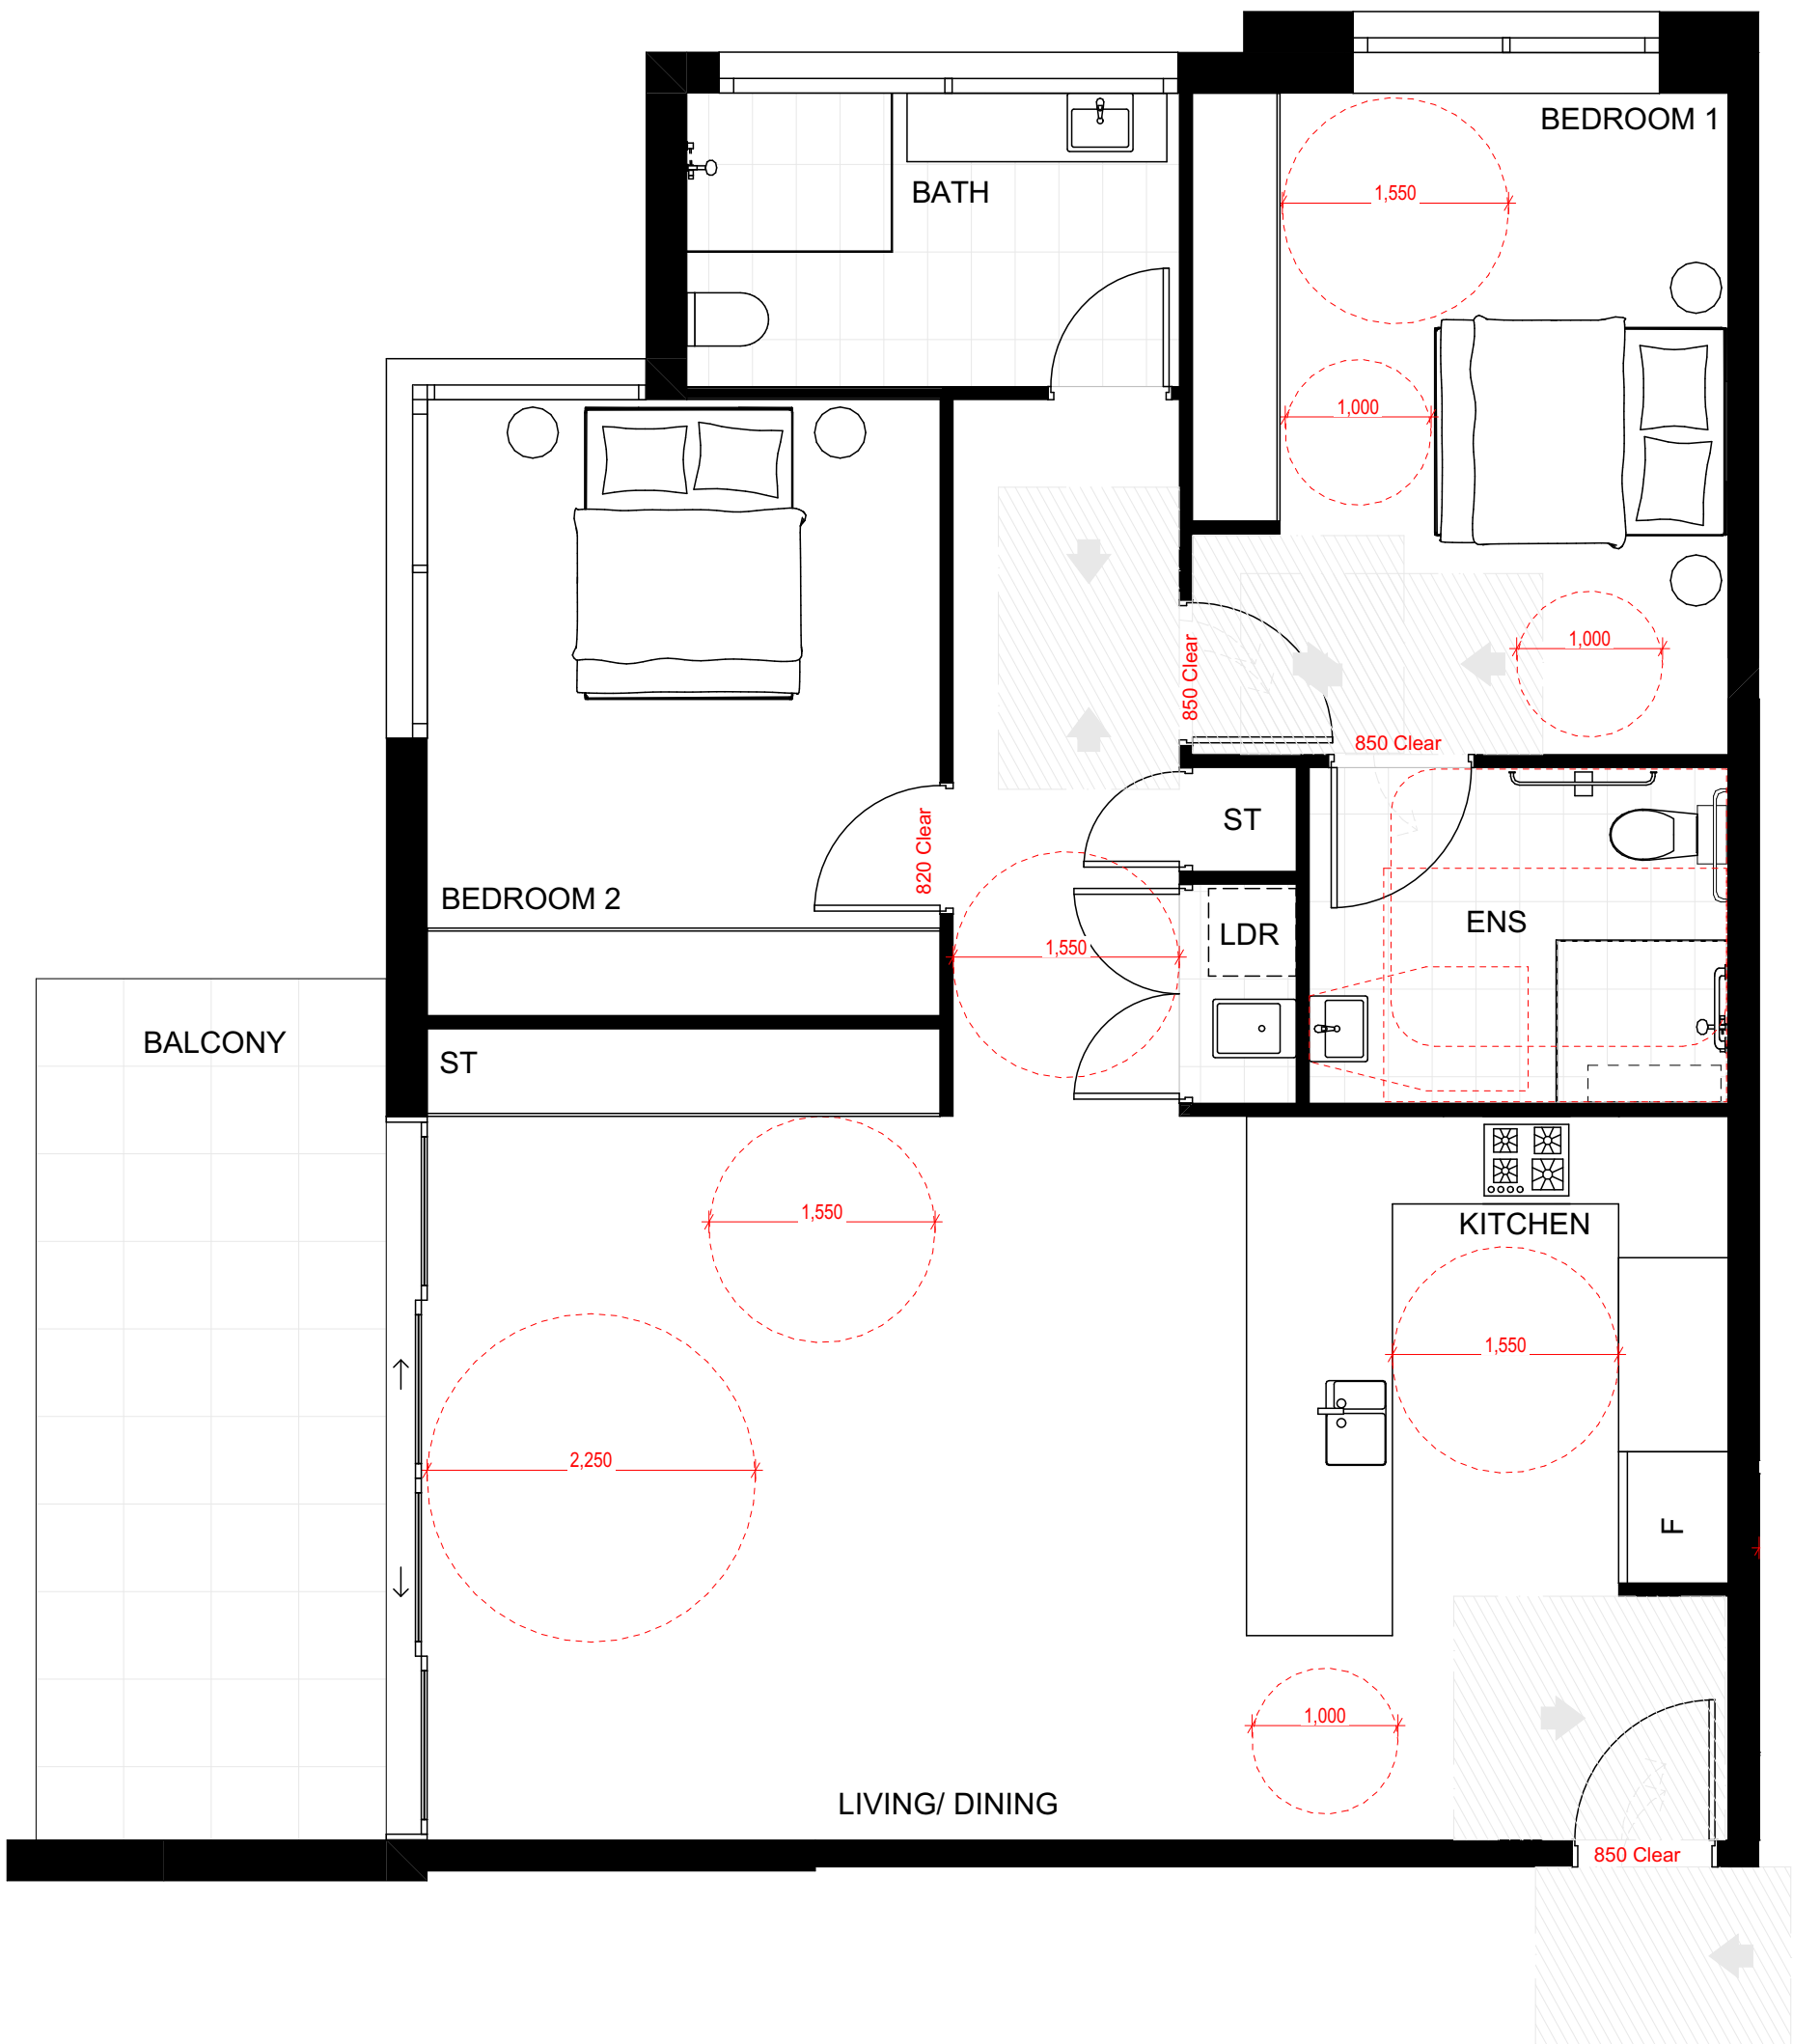 BEDROOM 1
BATH
1,550
1,000
1,000
850 Clear
850 Clear
820 Clear
ST
BEDROOM 2
LDR
ENS
1,550
BALCONY
ST
1,550
KITCHEN
1,550
2,250
F
1,000
LIVING/ DINING
850 Clear